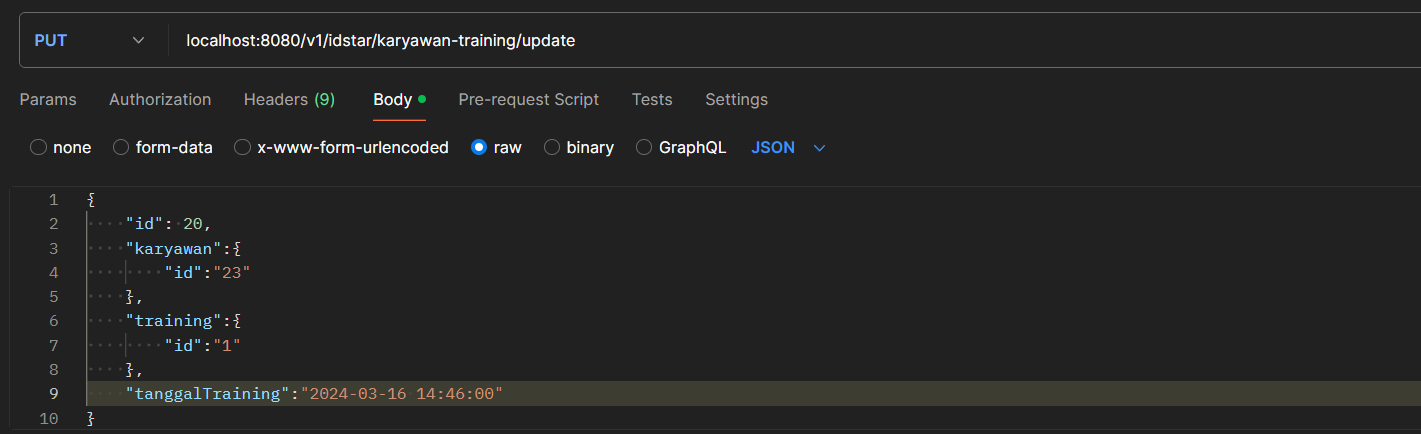 PUT localhost:8080/v1/idstar/karyawan-training/update
Params Authorization Headers (9) Body Pre-request Script Tests Settings
none form-data x-www-form-urlencoded raw binary GraphQL JSON
1 {
2 "id": 20,
3 "karyawan":{
4 "id":"23"
5 },
6 "training":{
7 "id":"1"
8 },
9 "tanggalTraining":"2024-03-16 14:46:00"
10 }